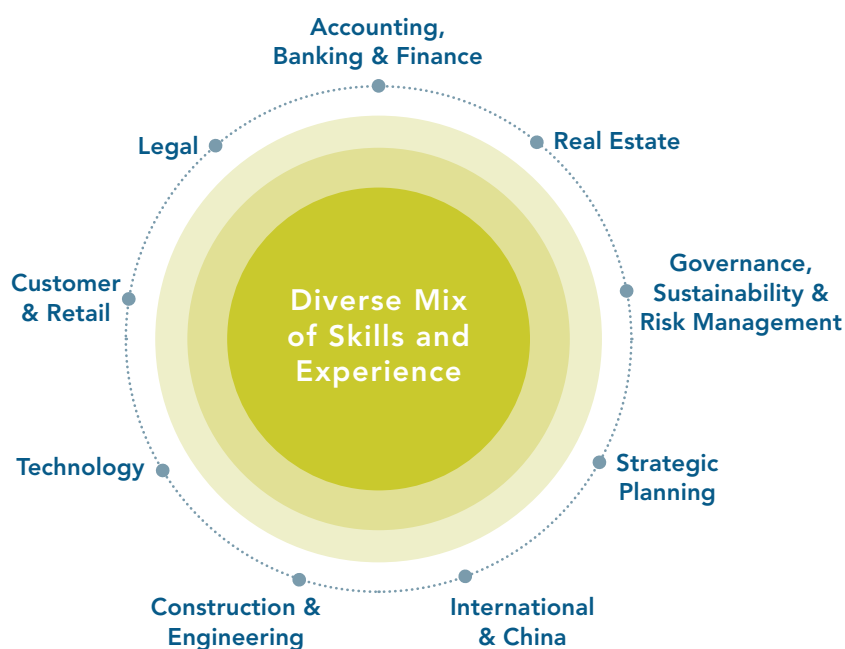 Accounting,
Banking & Finance
Real Estate
Governance,
Sustainability &
Risk Management
Strategic
Planning
International
& China
Construction &
Engineering
Technology
Customer
& Retail
Legal
Diverse Mix
of Skills and
Experience